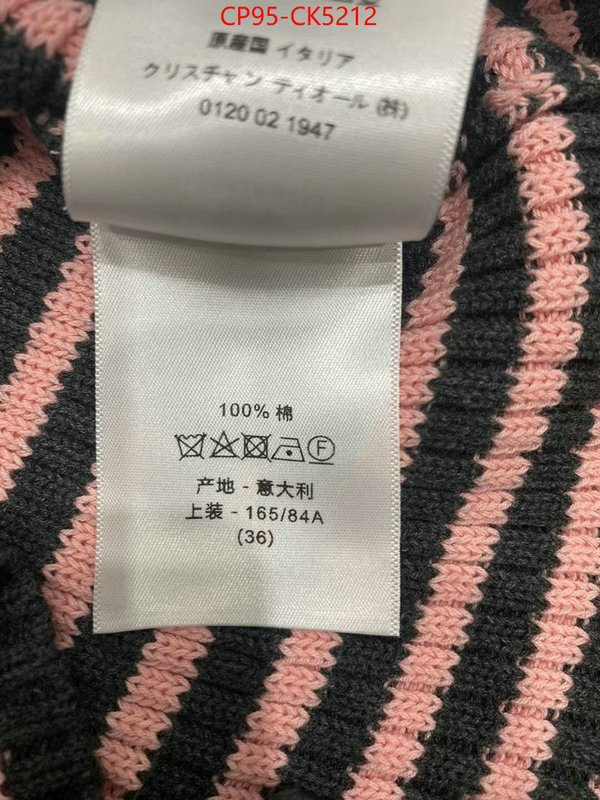 CP95-CK5212
原産国 イタリア
クリスチャン ディオール (株)
0120 02 1947
100% 棉
F
产地 - 意大利
上装 - 165/84A
(36)